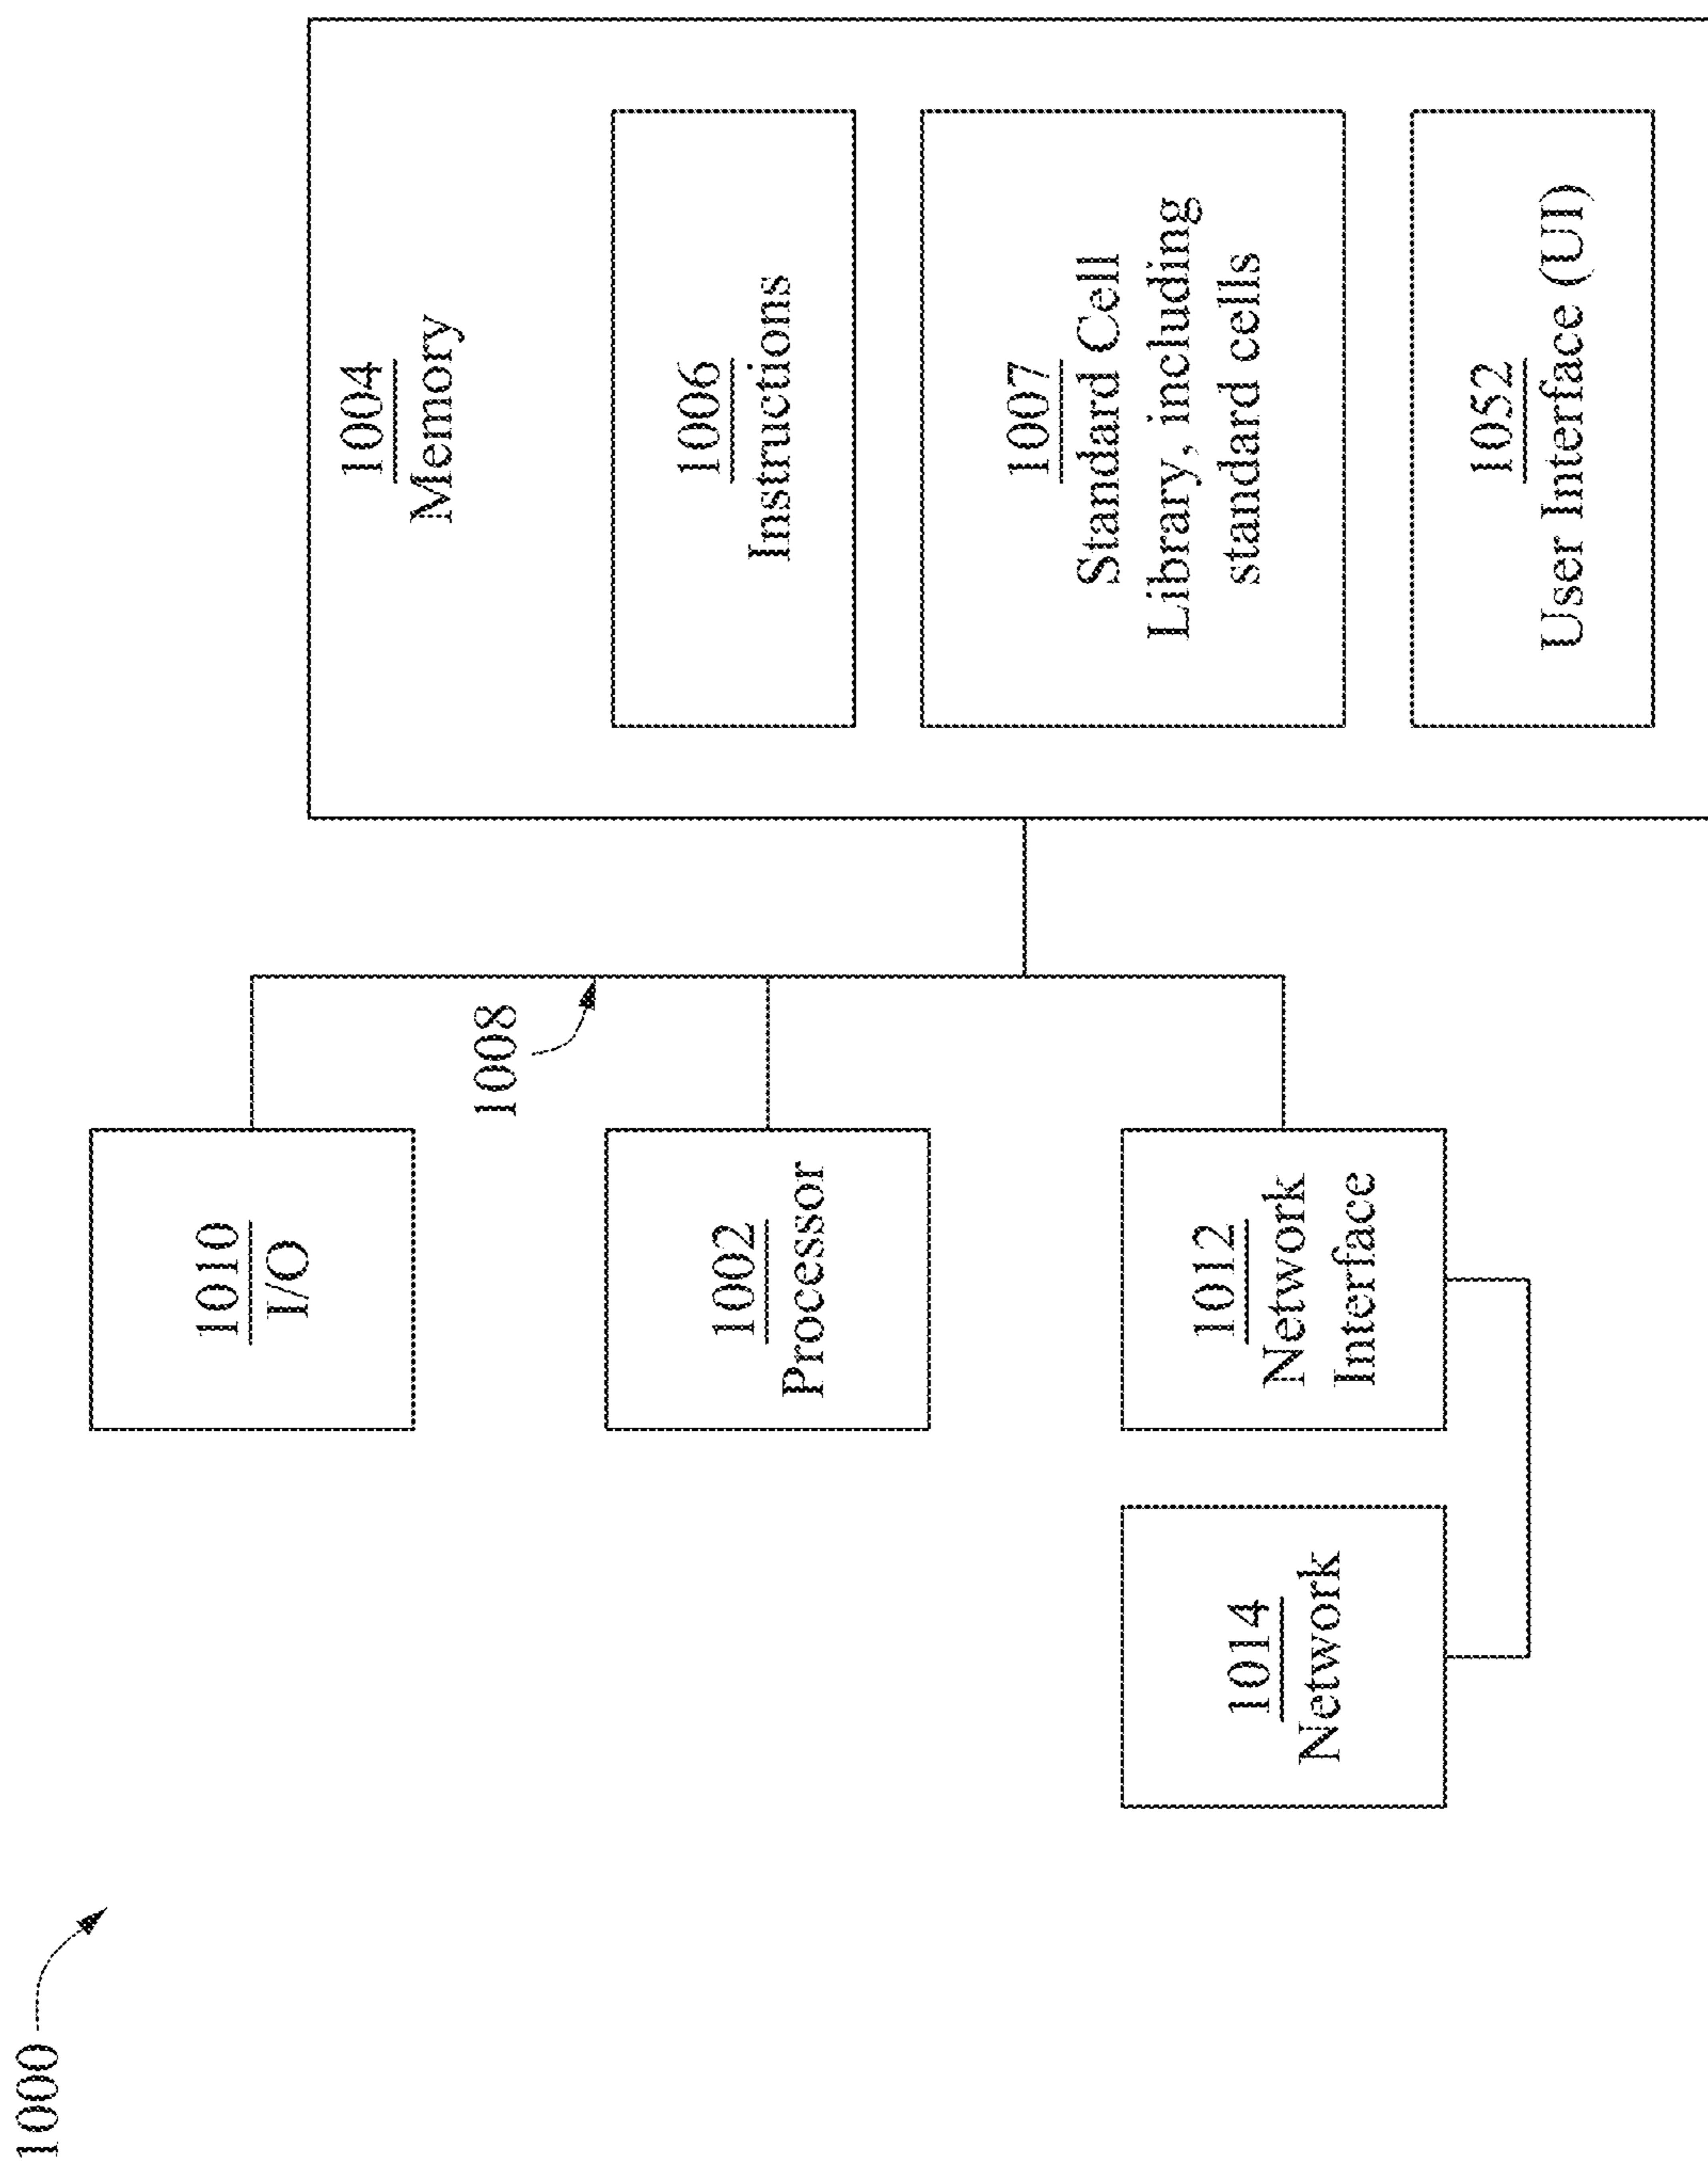 1000
1010
I/O
1008
1002
Processor
1014
Network
1012
Network
Interface
1004
Memory
1006
Instructions
1007
Standard Cell
Library, including
standard cells
1052
User Interface (UI)